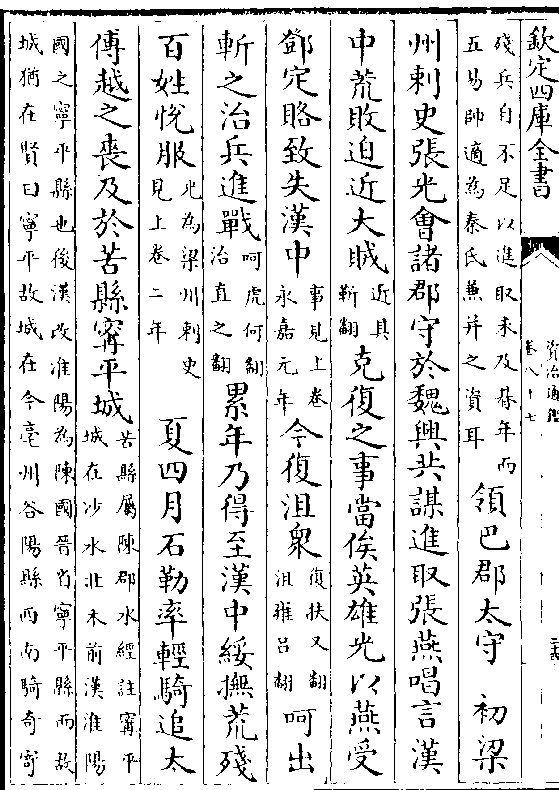 欽定四庫全書
資治通鑑
卷八十七
殘兵自不足以進取未及朞年而
五易帥適為秦氏兼并之資耳
領巴郡太守　初梁
州刺史張光會諸郡守於魏興共謀進取張燕唱言漢
中荒敗迫近大賊
近其
靳翻
克復之事當俟英雄光以燕受
鄧定賂致失漢中
事見上卷
永嘉元年
今復沮衆
復扶又翻
沮雍呂翻
呵出
斬之治兵進戰
呵虎何翻
治直之翻
累年乃得至漢中綏撫荒殘
百姓悅服
光為梁州刺史
見上卷二年
夏四月石勒率輕騎追太
傅越之喪及於苦縣寧平城
苦縣屬陳郡水經註寧平
城在沙水北木前漢淮陽
國之寧平縣也後漢改淮陽為陳國晉省寧平縣而故
城猶在賢曰寧平故城在今亳州谷陽縣西南騎奇寄